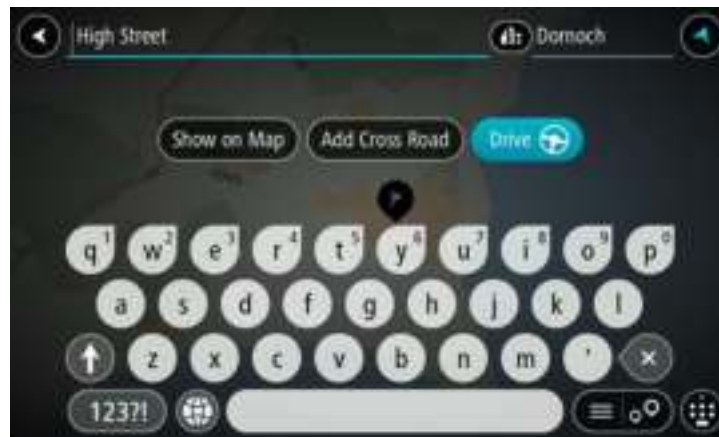 High Street Dornoch
Show on Map Add Cross Road Drive
q1 w2 e3 r4 t5 y6 u7 i8 o9 p0
a s d f g h j k l
z x c v b n m '
123?!